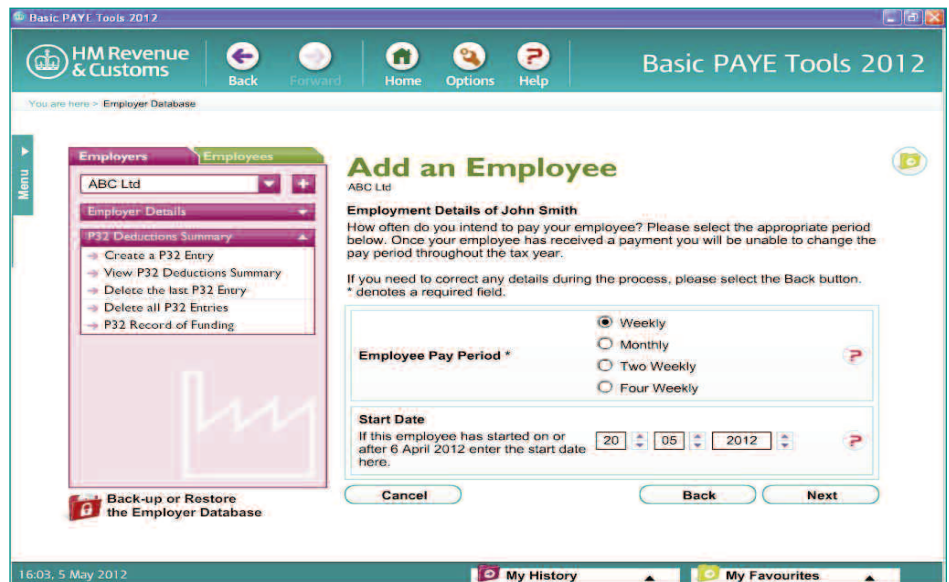 Basic PAYE Tools 2012
HM Revenue
& Customs
Back
Forward
Home
Options
Help
Basic PAYE Tools 2012
You are here > Employer Database
Menu
Employers
Employees
ABC Ltd
Employer Details
P32 Deductions Summary
Create a P32 Entry
View P32 Deductions Summary
Delete the last P32 Entry
Delete all P32 Entries
P32 Record of Funding
Back-up or Restore
the Employer Database
Add an Employee
ABC Ltd
Employment Details of John Smith
How often do you intend to pay your employee? Please select the appropriate period
below. Once your employee has received a payment you will be unable to change the
pay period throughout the tax year.
If you need to correct any details during the process, please select the Back button.
* denotes a required field.
Employee Pay Period *
Weekly
Monthly
Two Weekly
Four Weekly
Start Date
If this employee has started on or
after 6 April 2012 enter the start date
here.
20 05 2012
Cancel
Back
Next
16:03, 5 May 2012
My History
My Favourites